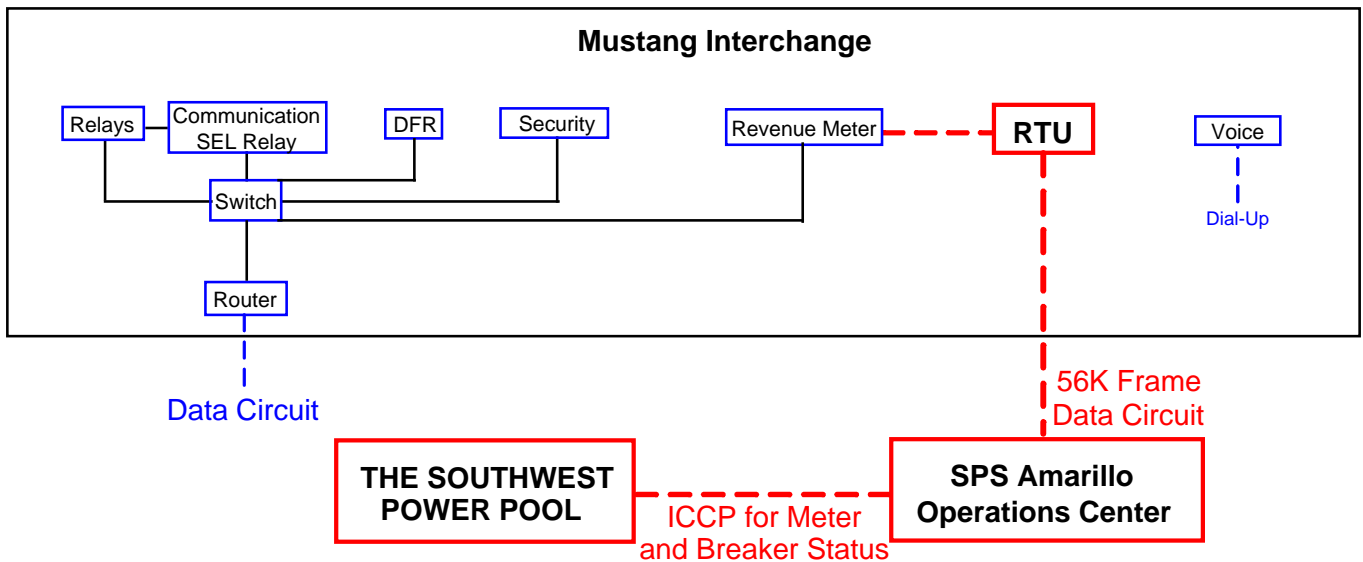 Mustang Interchange
Relays
Communication
SEL Relay
DFR
Security
Revenue Meter
RTU
Voice
Switch
Dial-Up
Router
Data Circuit
56K Frame
Data Circuit
THE SOUTHWEST
POWER POOL
ICCP for Meter
and Breaker Status
SPS Amarillo
Operations Center